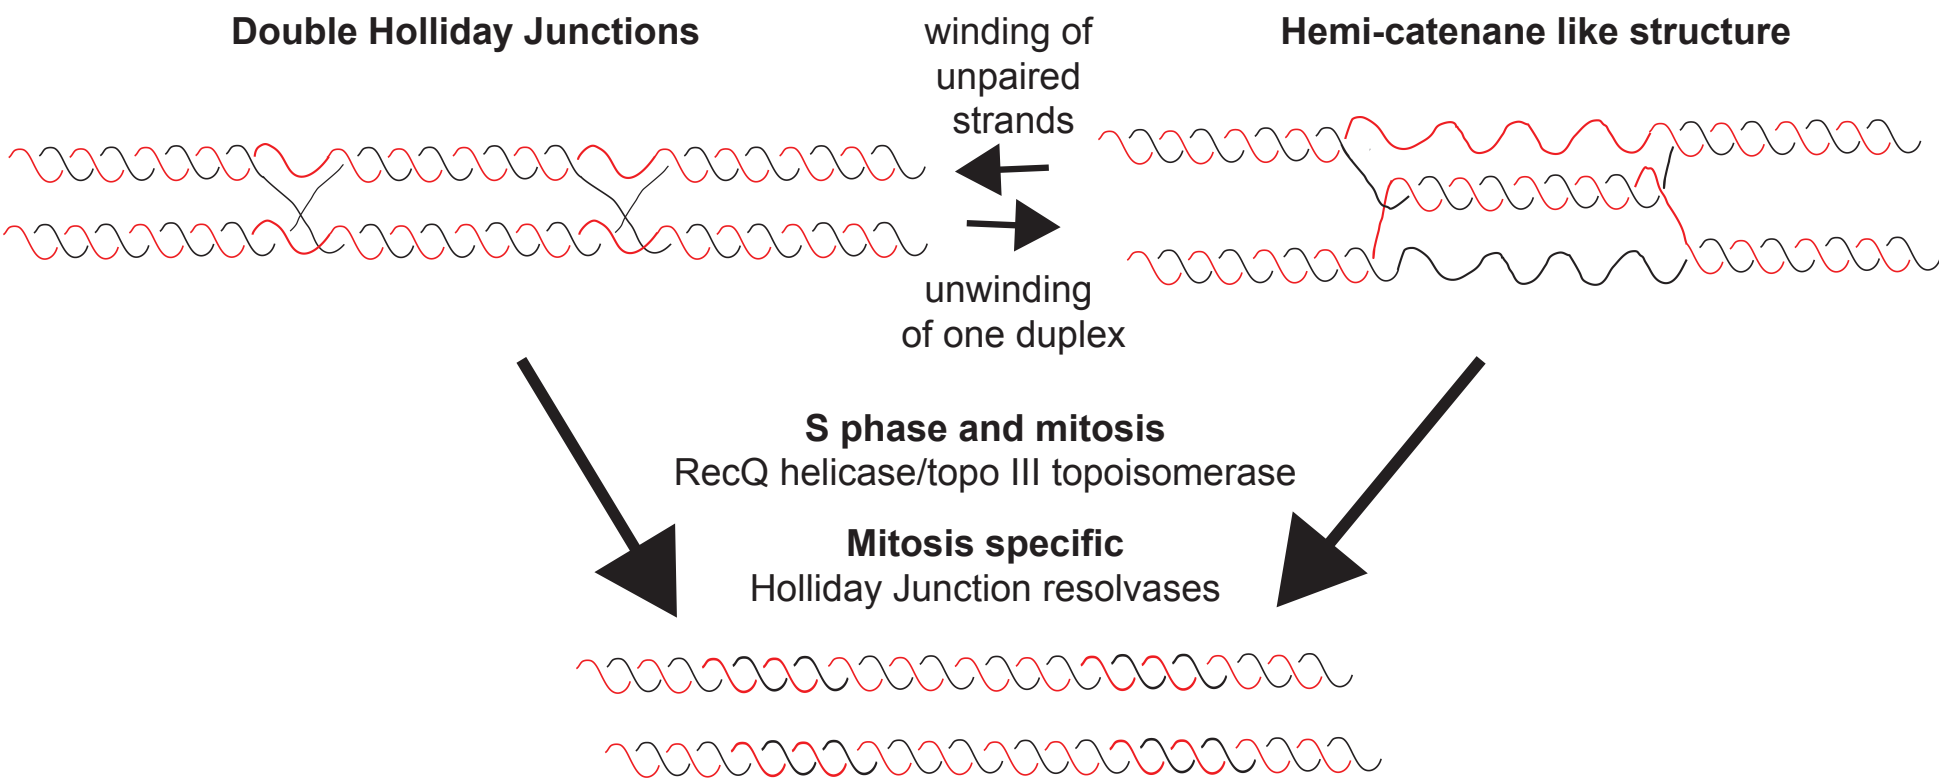 Double Holliday Junctions
winding of
unpaired
strands
Hemi-catenane like structure
unwinding
of one duplex
S phase and mitosis
RecQ helicase/topo III topoisomerase
Mitosis specific
Holliday Junction resolvases